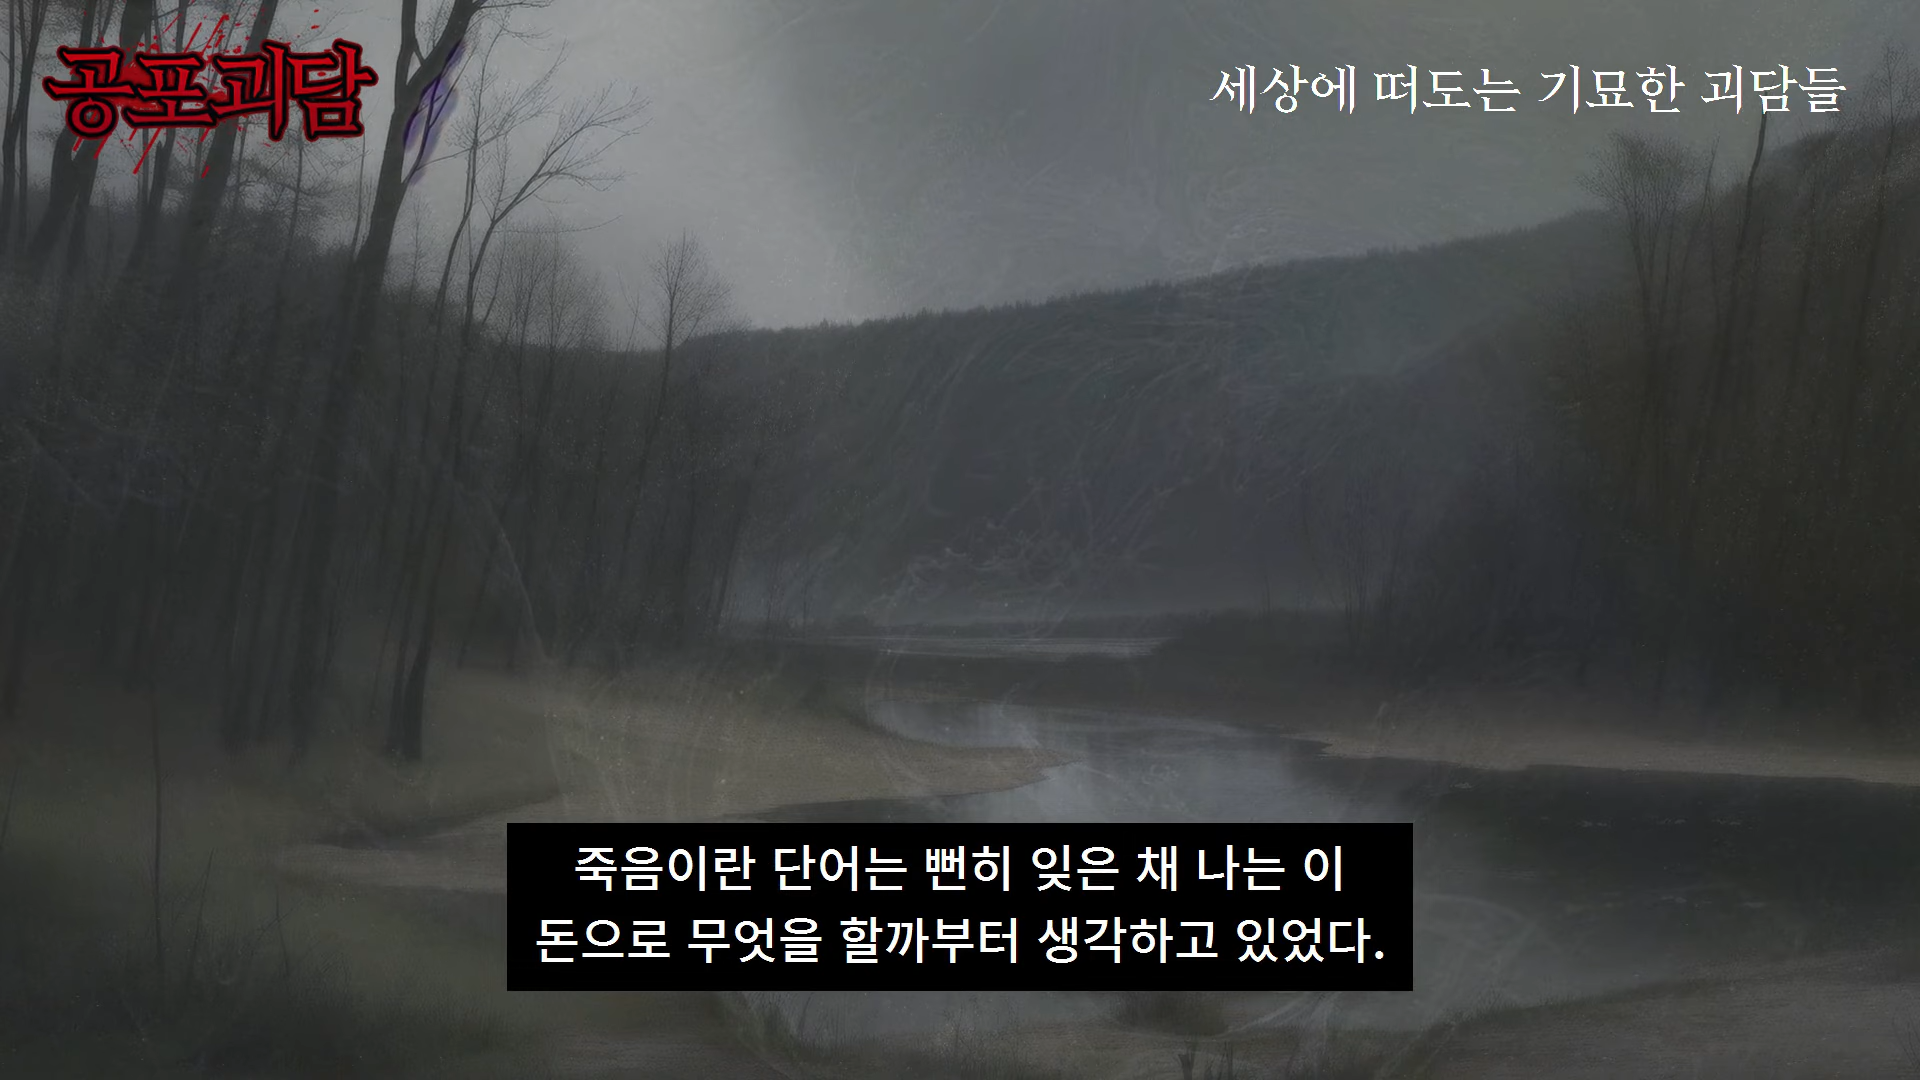 공포괴담
세상에 떠도는 기묘한 괴담들
죽음이란 단어는 뻔히 잊은 채 나는 이
돈으로 무엇을 할까부터 생각하고 있었다.